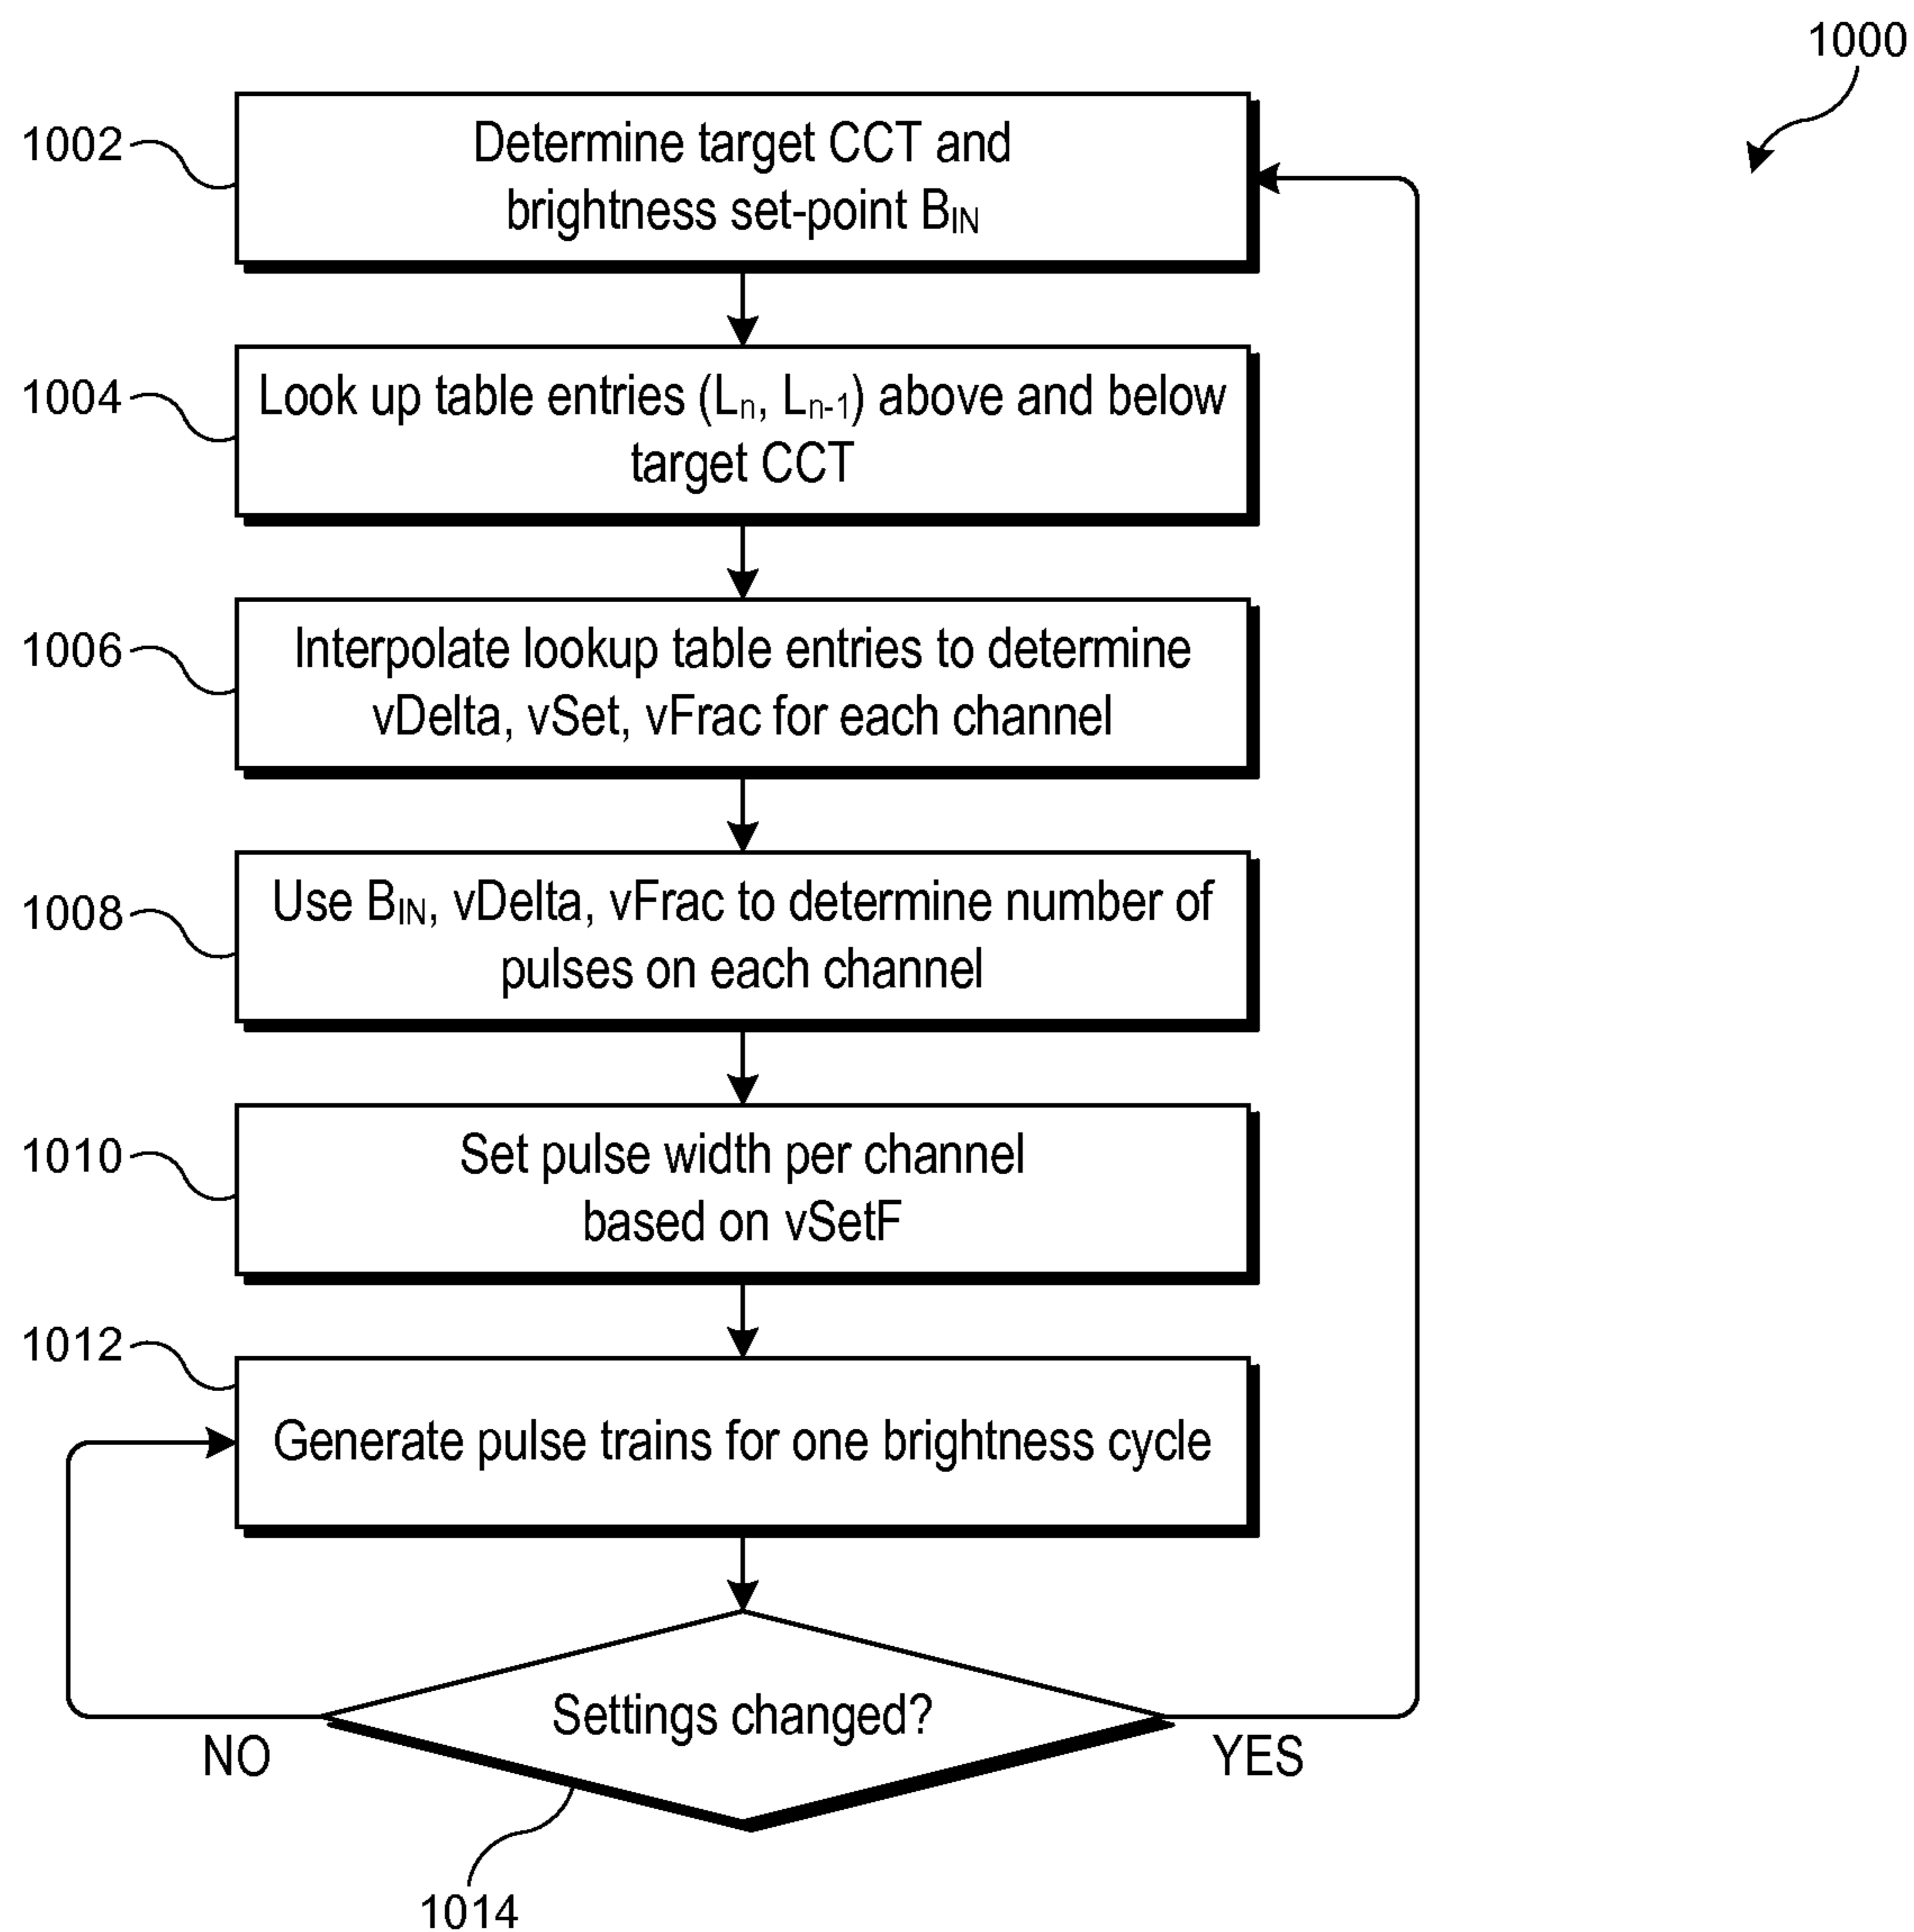 1000
1002
Determine target CCT and
brightness set-point BIN
1004
Look up table entries (Ln, Ln-1) above and below
target CCT
1006
Interpolate lookup table entries to determine
vDelta, vSet, vFrac for each channel
1008
Use BIN, vDelta, vFrac to determine number of
pulses on each channel
1010
Set pulse width per channel
based on vSetF
1012
Generate pulse trains for one brightness cycle
Settings changed?
NO
YES
1014